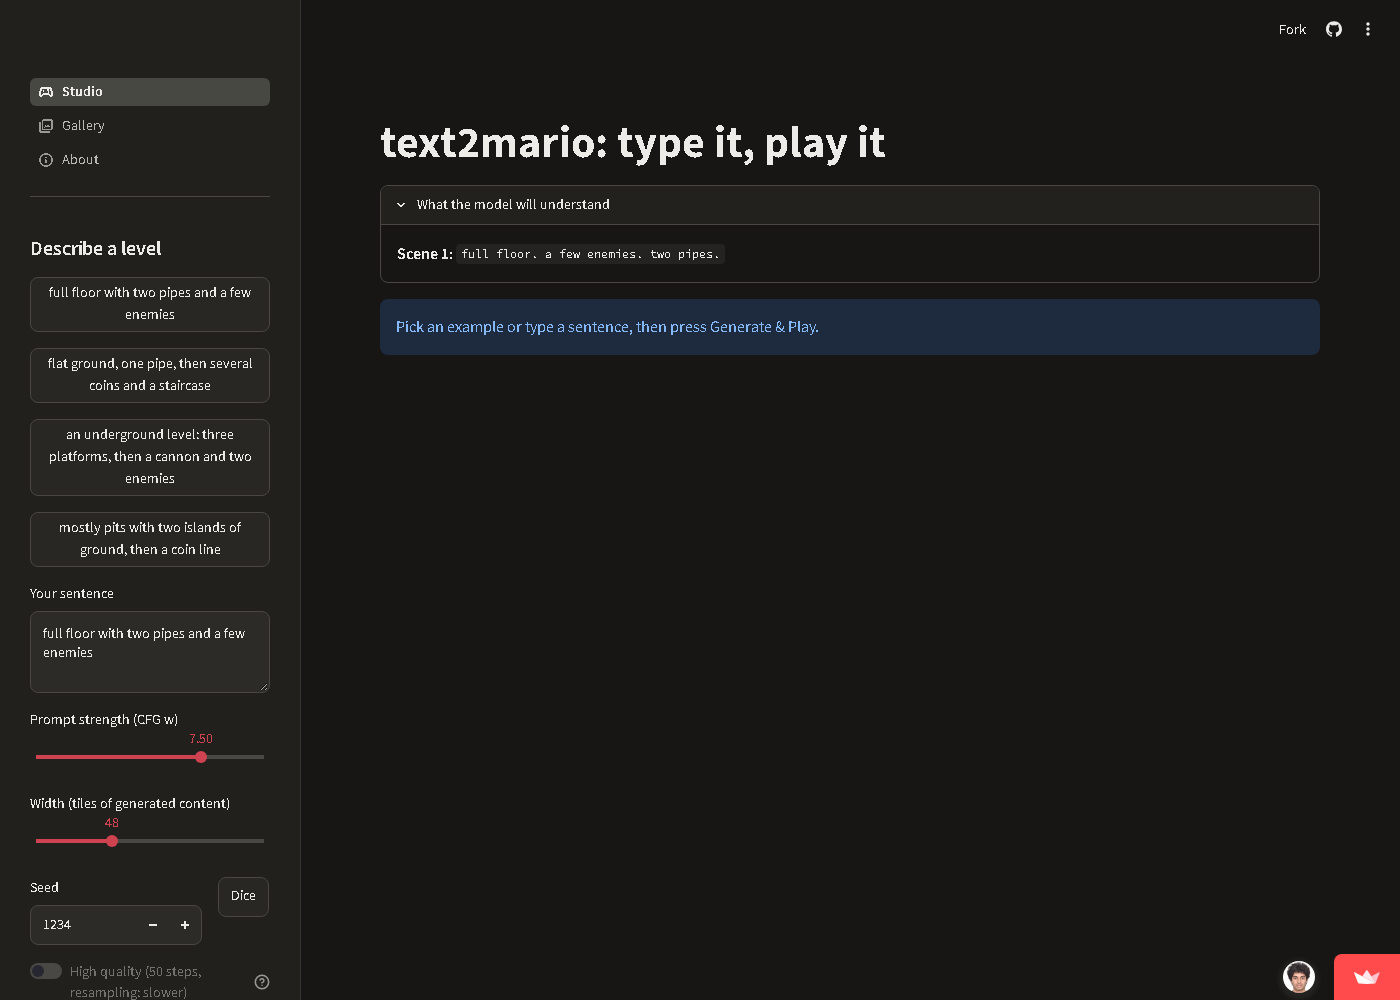 Fork
Studio
Gallery
About
Describe a level
full floor with two pipes and a few
enemies
flat ground, one pipe, then several
coins and a staircase
an underground level: three
platforms, then a cannon and two
enemies
mostly pits with two islands of
ground, then a coin line
Your sentence
full floor with two pipes and a few
enemies
Prompt strength (CFG w)
7.50
Width (tiles of generated content)
48
Seed
Dice
1234
High quality (50 steps,
resampling: slower)
text2mario: type it, play it
What the model will understand
Scene 1: full floor. a few enemies. two pipes.
Pick an example or type a sentence, then press Generate & Play.